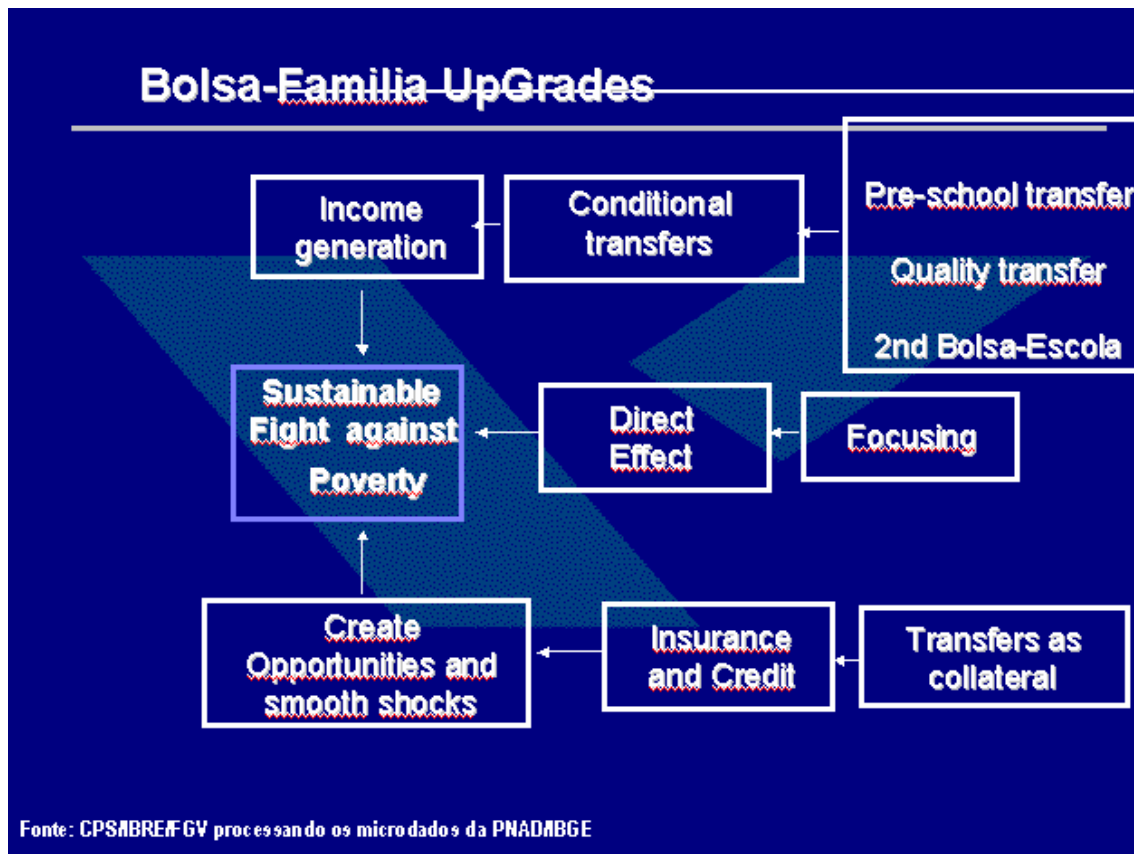 Bolsa-Familia UpGrades
Income
generation
Conditional
transfers
Pre-school transfer
Quality transfer
2nd Bolsa-Escola
Sustainable
Fight against
Poverty
Direct
Effect
Focusing
Create
Opportunities and
smooth shocks
Insurance
and Credit
Transfers as
collateral
Fonte: CPS/IBRE/FGV processando os microdados da PNAD/IBGE